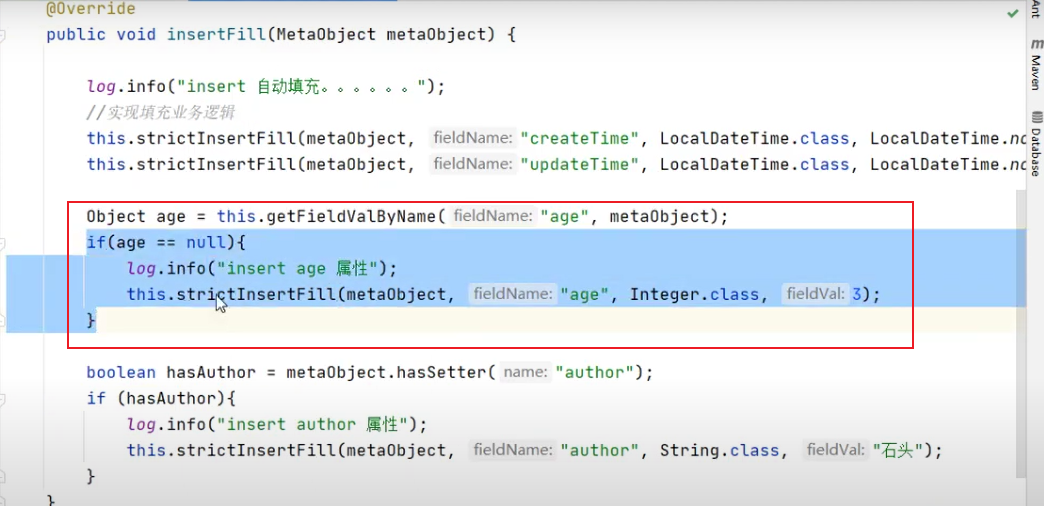 @Override
public void insertFill(MetaObject metaObject) {
log.info("insert 自动填充。。。。。。");
//实现填充业务逻辑
this.strictInsertFill(metaObject, fieldName: "createTime", LocalDateTime.class, LocalDateTime.no
this.strictInsertFill(metaObject, fieldName: "updateTime", LocalDateTime.class, LocalDateTime.no
Object age = this.getFieldValByName( fieldName: "age", metaObject);
if(age == null){
log.info("insert age 属性");
this.strictInsertFill(metaObject, fieldName: "age", Integer.class, fieldVal: 3);
}
boolean hasAuthor = metaObject.hasSetter( name: "author");
if (hasAuthor){
log.info("insert author 属性");
this.strictInsertFill(metaObject, fieldName: "author", String.class, fieldVal: "石头");
}
}
Ant
m Maven
Database